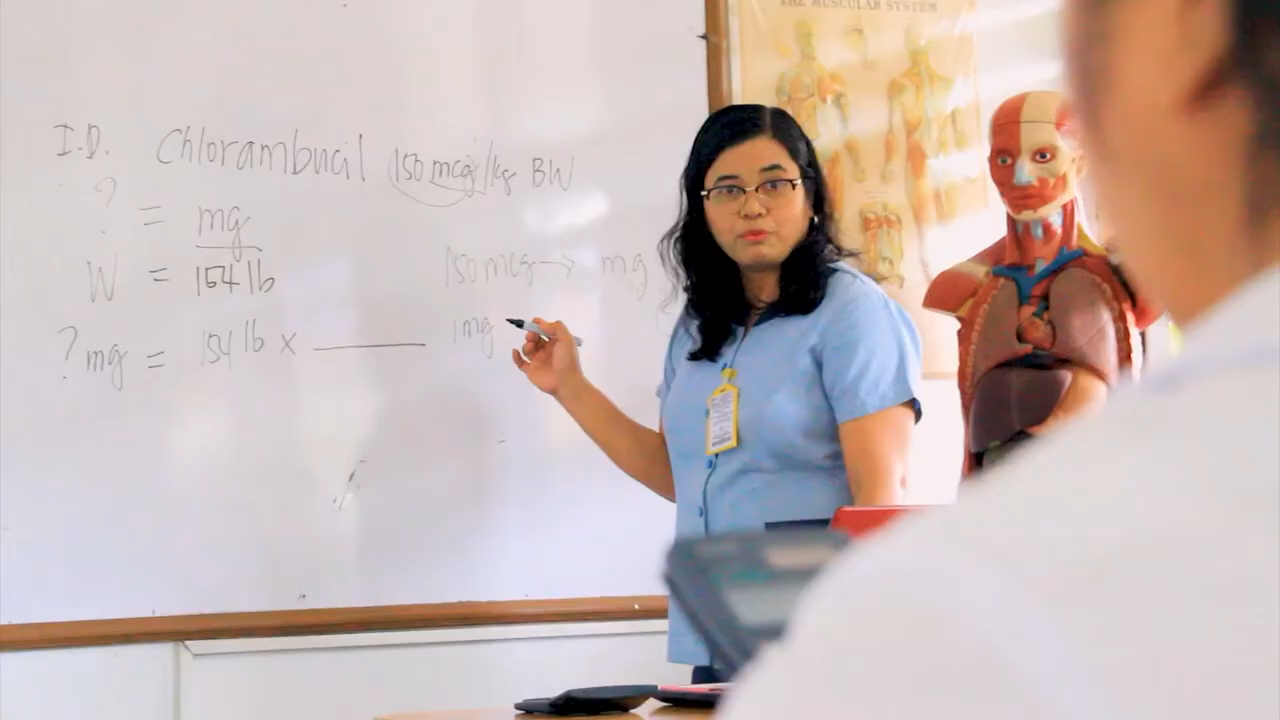 THE MUSCULAR SYSTEM
I.D. Chlorambucil 150 mcg/kg BW
? = mg
W = 154 lb
150 mcg → mg
? mg = 154 lb x
1 mg